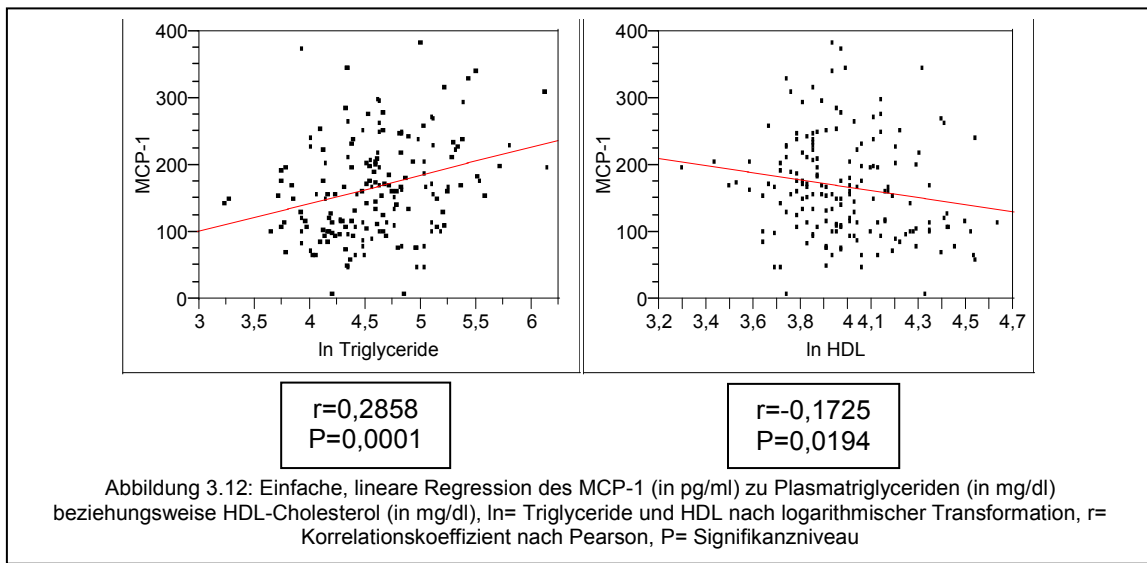 400
300
200
100
0
MCP-1
3 3,5 4 4,5 5 5,5 6
ln Triglyceride
400
300
200
100
0
MCP-1
3,2 3,4 3,6 3,8 4 4,1 4,3 4,5 4,7
ln HDL
r=0,2858
P=0,0001
r=-0,1725
P=0,0194
Abbildung 3.12: Einfache, lineare Regression des MCP-1 (in pg/ml) zu Plasmatriglyceriden (in mg/dl)
beziehungsweise HDL-Cholesterol (in mg/dl), ln= Triglyceride und HDL nach logarithmischer Transformation, r=
Korrelationskoeffizient nach Pearson, P= Signifikanzniveau